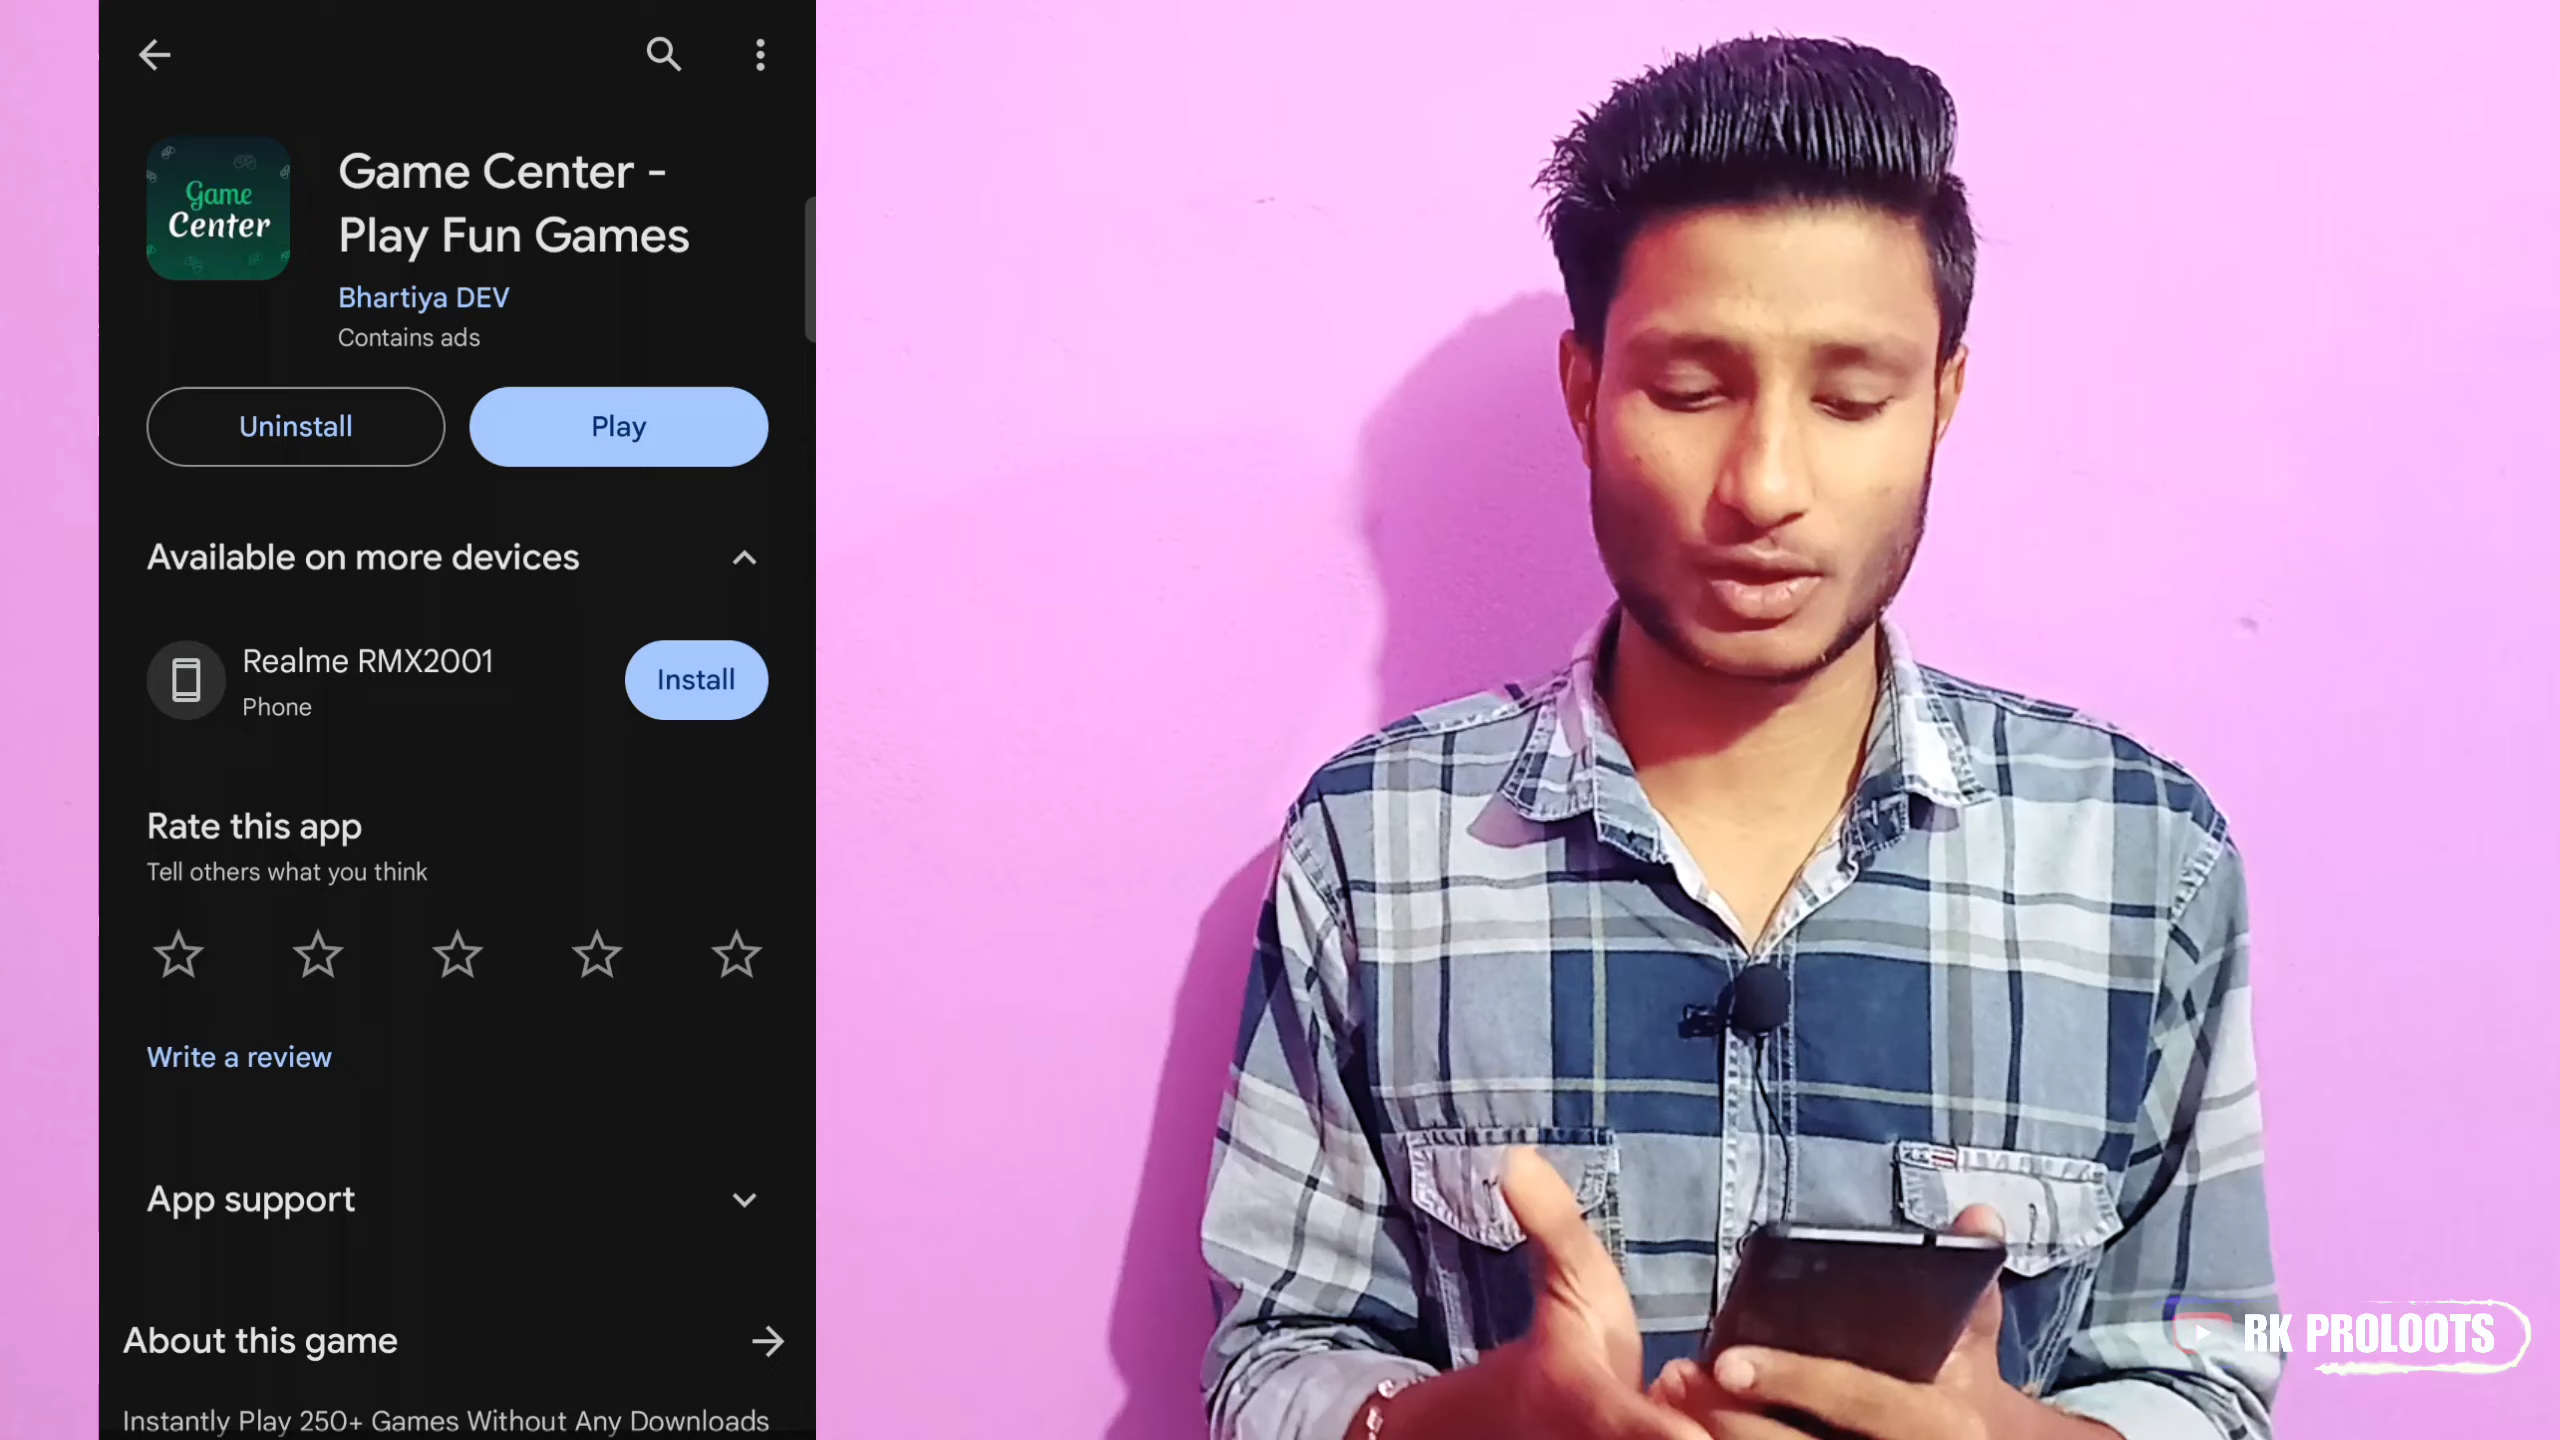 Game
Center
Game Center -
Play Fun Games
Bhartiya DEV
Contains ads
Uninstall
Play
Available on more devices
Realme RMX2001
Phone
Install
Rate this app
Tell others what you think
Write a review
App support
About this game
Instantly Play 250+ Games Without Any Downloads
RK PROLOOTS